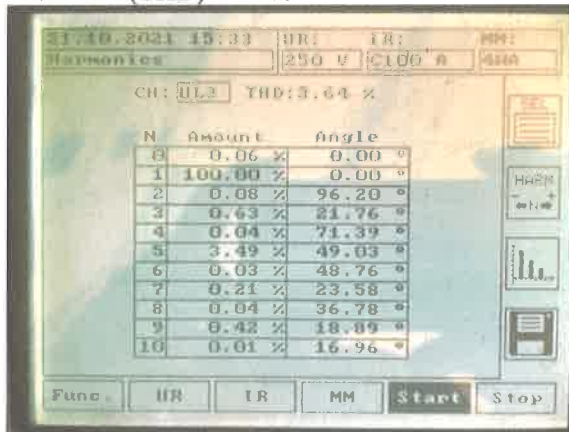 21.10.2021 15:33 UR: IR: MM:
Harmonics 250 V C100 A 4MA
CH: UL3 THD:3.64 %
SEL
N Amount Angle
0 0.06 % 0.00 °
1 100.00 % 0.00 °
HARM
2 0.08 % 96.20 °
- +
3 0.63 % 21.76 °
N
4 0.04 % 71.39 °
5 3.49 % 49.03 °
6 0.03 % 48.76 °
7 0.21 % 23.58 °
8 0.04 % 36.78 °
9 0.42 % 18.89 °
10 0.01 % 16.96 °
Func. UR IR MM Start Stop